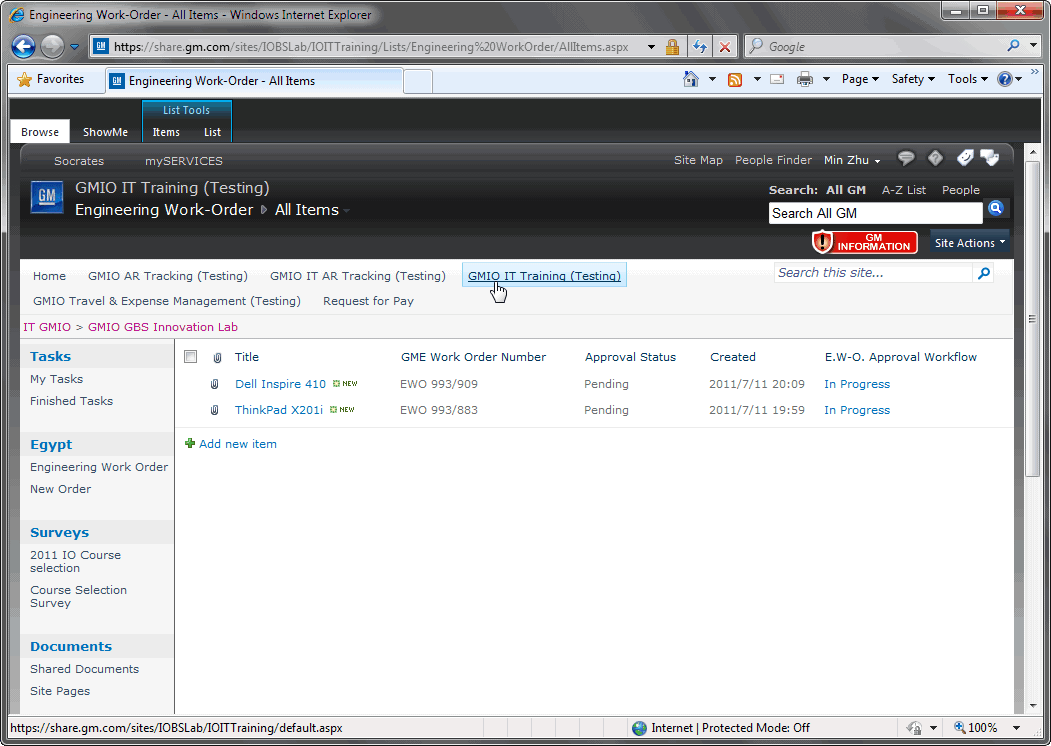 Engineering Work-Order - All Items - Windows Internet Explorer
https://share.gm.com/sites/IOBSLab/IOITTraining/Lists/Engineering%20WorkOrder/AllItems.aspx
Google
Favorites
Engineering Work-Order - All Items
Page
Safety
Tools
List Tools
Browse
ShowMe
Items
List
Socrates
mySERVICES
Site Map
People Finder
Min Zhu
GM
GMIO IT Training (Testing)
Engineering Work-Order
All Items
Search:
All GM
A-Z List
People
Search All GM
GM
INFORMATION
Site Actions
Home
GMIO AR Tracking (Testing)
GMIO IT AR Tracking (Testing)
GMIO IT Training (Testing)
Search this site...
GMIO Travel & Expense Management (Testing)
Request for Pay
IT GMIO > GMIO GBS Innovation Lab
Tasks
My Tasks
Finished Tasks
Egypt
Engineering Work Order
New Order
Surveys
2011 IO Course
selection
Course Selection
Survey
Documents
Shared Documents
Site Pages
Title
GME Work Order Number
Approval Status
Created
E.W-O. Approval Workflow
Dell Inspire 410 NEW
EWO 993/909
Pending
2011/7/11 20:09
In Progress
ThinkPad X201i NEW
EWO 993/883
Pending
2011/7/11 19:59
In Progress
Add new item
https://share.gm.com/sites/IOBSLab/IOITTraining/default.aspx
Internet | Protected Mode: Off
100%